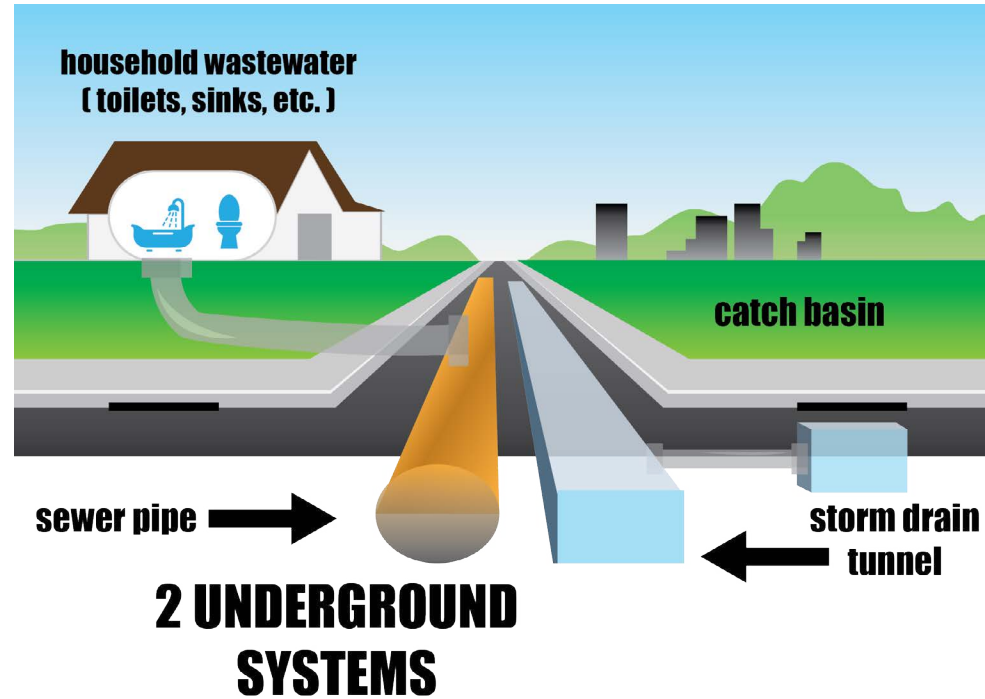 household wastewater
( toilets, sinks, etc. )
catch basin
sewer pipe
storm drain
tunnel
2 UNDERGROUND
SYSTEMS